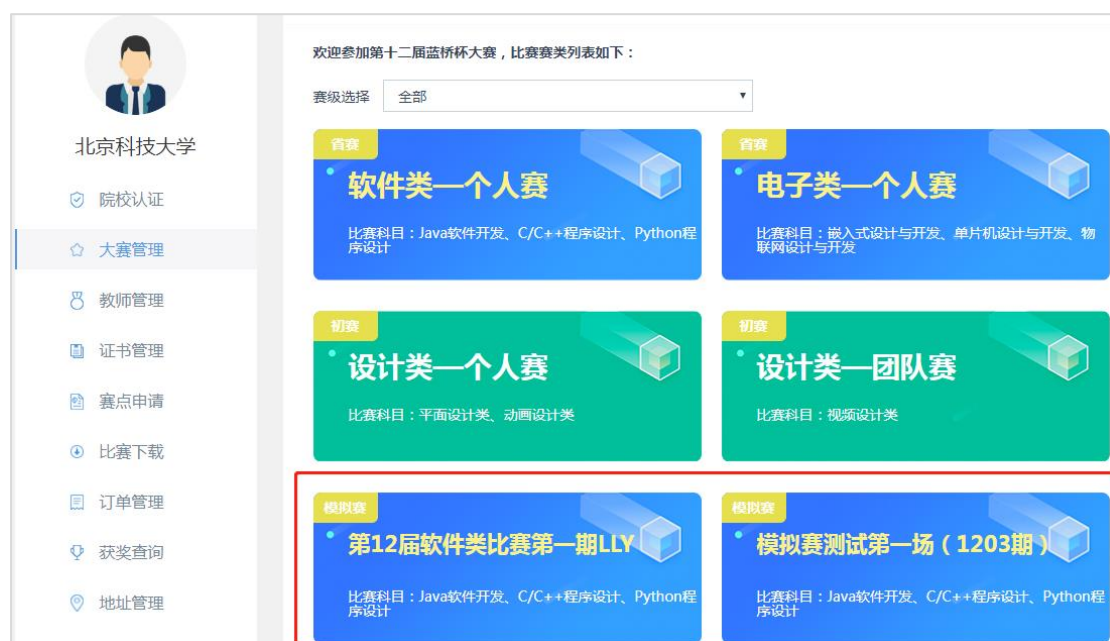 北京科技大学
院校认证
大赛管理
教师管理
证书管理
赛点申请
比赛下载
订单管理
获奖查询
地址管理
欢迎参加第十二届蓝桥杯大赛，比赛赛类列表如下：
赛级选择 全部
省赛
软件类—个人赛
比赛科目：Java软件开发、C/C++程序设计、Python程
序设计
省赛
电子类—个人赛
比赛科目：嵌入式设计与开发、单片机设计与开发、物
联网设计与开发
初赛
设计类—个人赛
比赛科目：平面设计类、动画设计类
初赛
设计类—团队赛
比赛科目：视频设计类
模拟赛
第12届软件类比赛第一期LLY
比赛科目：Java软件开发、C/C++程序设计、Python程
序设计
模拟赛
模拟赛测试第一场（1203期）
比赛科目：Java软件开发、C/C++程序设计、Python程
序设计